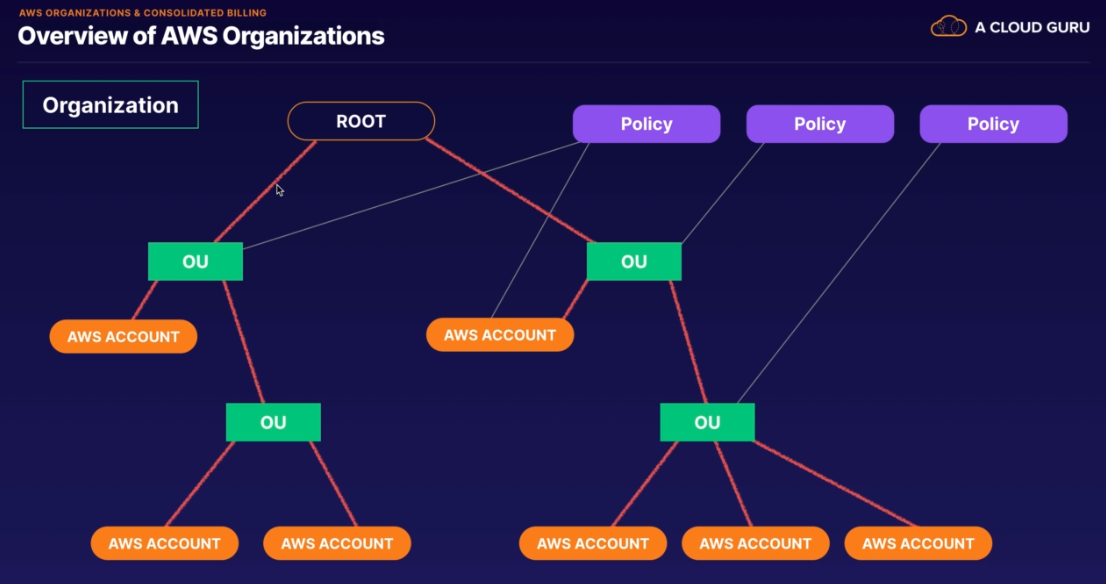 AWS ORGANIZATIONS & CONSOLIDATED BILLING
Overview of AWS Organizations
A CLOUD GURU
Organization
ROOT
Policy
Policy
Policy
OU
OU
AWS ACCOUNT
AWS ACCOUNT
OU
OU
AWS ACCOUNT
AWS ACCOUNT
AWS ACCOUNT
AWS ACCOUNT
AWS ACCOUNT